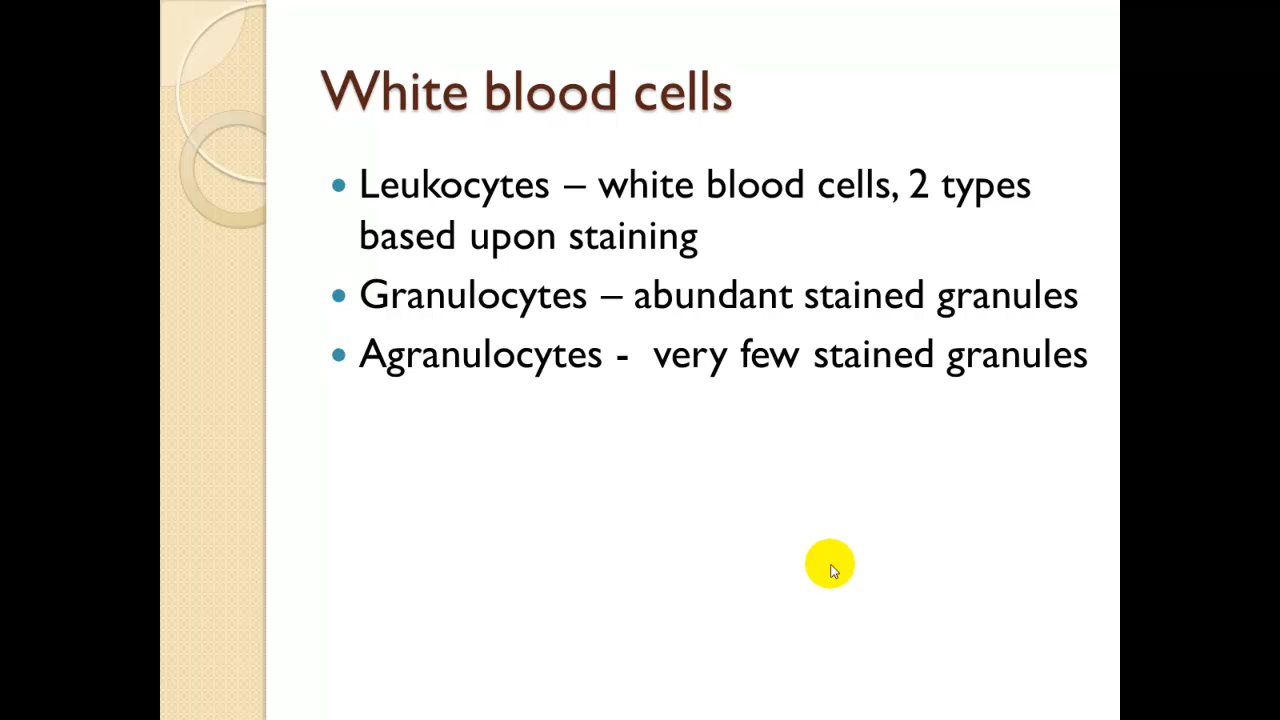 White blood cells
• Leukocytes – white blood cells, 2 types
based upon staining
• Granulocytes – abundant stained granules
• Agranulocytes -  very few stained granules